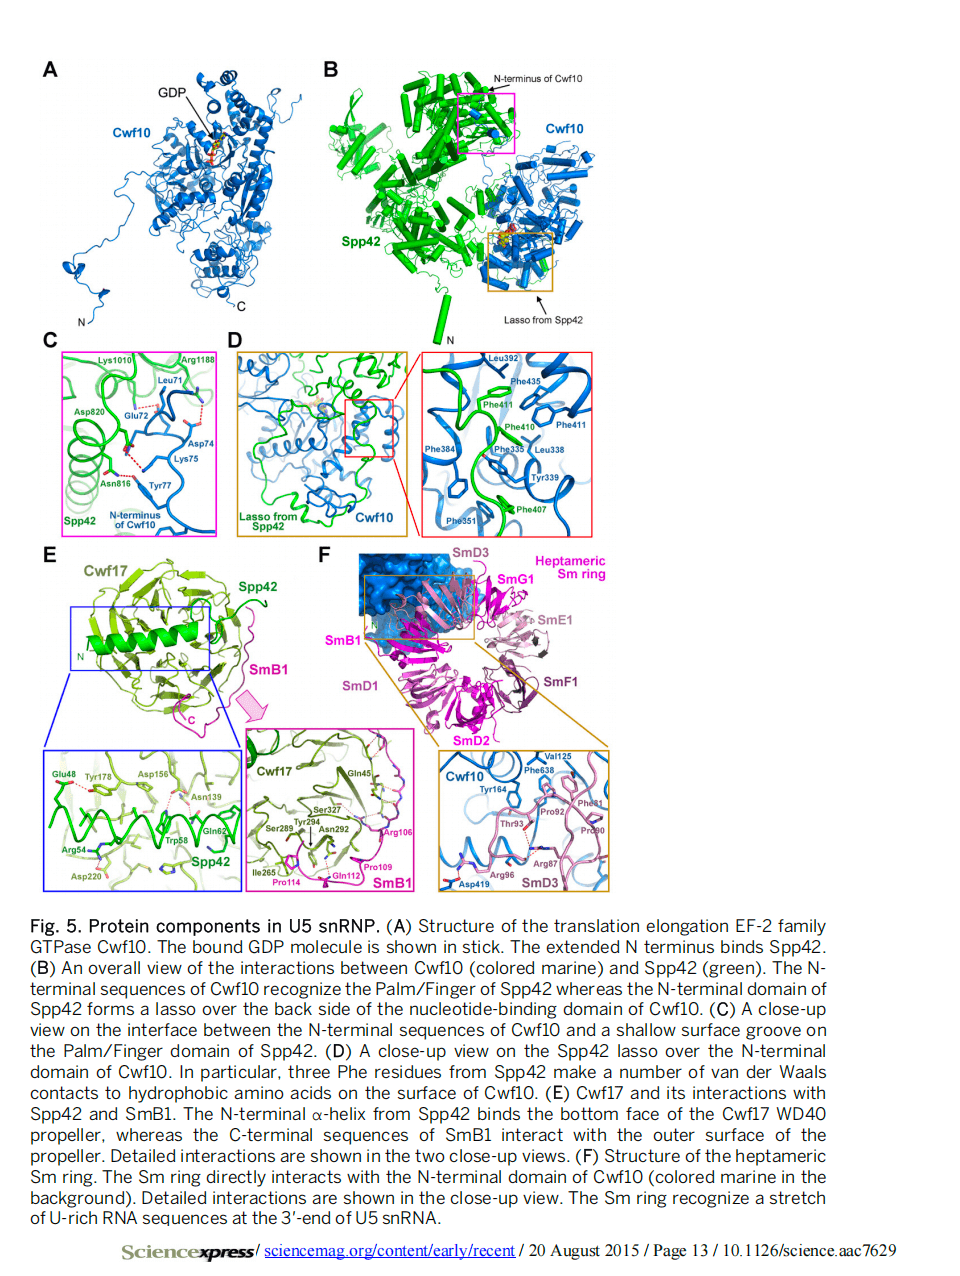 A
GDP
Cwf10
N
C
B
N-terminus of Cwf10
Cwf10
Spp42
Lasso from Spp42
N
C
Lys1010
Arg1188
Leu71
Asp820
Glu72
Asp74
Lys75
Asn816
Tyr77
Spp42
N-terminus
of Cwf10
D
Lasso from
Spp42
Cwf10
Leu392
Phe435
Phe411
Phe411
Phe410
Phe384
Phe335
Leu338
Tyr339
Phe351
Phe407
E
Cwf17
Spp42
N
SmB1
C
Glu48
Tyr178
Asp156
Asn139
Gln62
Arg54
Trp58
Spp42
Asp220
Cwf17
Gln45
Ser327
Tyr294
Ser289
Asn292
Arg106
Ile265
Pro109
Gln112
Pro114
SmB1
F
SmD3
Heptameric
Sm ring
SmG1
N
SmE1
SmB1
SmD1
SmF1
SmD2
Val125
Cwf10
Phe638
Tyr164
Phe81
Pro92
Thr93
Pro90
Arg87
Arg96
SmD3
Asp419
Fig. 5. Protein components in U5 snRNP. (A) Structure of the translation elongation EF-2 family
GTPase Cwf10. The bound GDP molecule is shown in stick. The extended N terminus binds Spp42.
(B) An overall view of the interactions between Cwf10 (colored marine) and Spp42 (green). The N-
terminal sequences of Cwf10 recognize the Palm/Finger of Spp42 whereas the N-terminal domain of
Spp42 forms a lasso over the back side of the nucleotide-binding domain of Cwf10. (C) A close-up
view on the interface between the N-terminal sequences of Cwf10 and a shallow surface groove on
the Palm/Finger domain of Spp42. (D) A close-up view on the Spp42 lasso over the N-terminal
domain of Cwf10. In particular, three Phe residues from Spp42 make a number of van der Waals
contacts to hydrophobic amino acids on the surface of Cwf10. (E) Cwf17 and its interactions with
Spp42 and SmB1. The N-terminal α-helix from Spp42 binds the bottom face of the Cwf17 WD40
propeller, whereas the C-terminal sequences of SmB1 interact with the outer surface of the
propeller. Detailed interactions are shown in the two close-up views. (F) Structure of the heptameric
Sm ring. The Sm ring directly interacts with the N-terminal domain of Cwf10 (colored marine in the
background). Detailed interactions are shown in the close-up view. The Sm ring recognize a stretch
of U-rich RNA sequences at the 3′-end of U5 snRNA.
Sciencexpress / sciencemag.org/content/early/recent / 20 August 2015 / Page 13 / 10.1126/science.aac7629